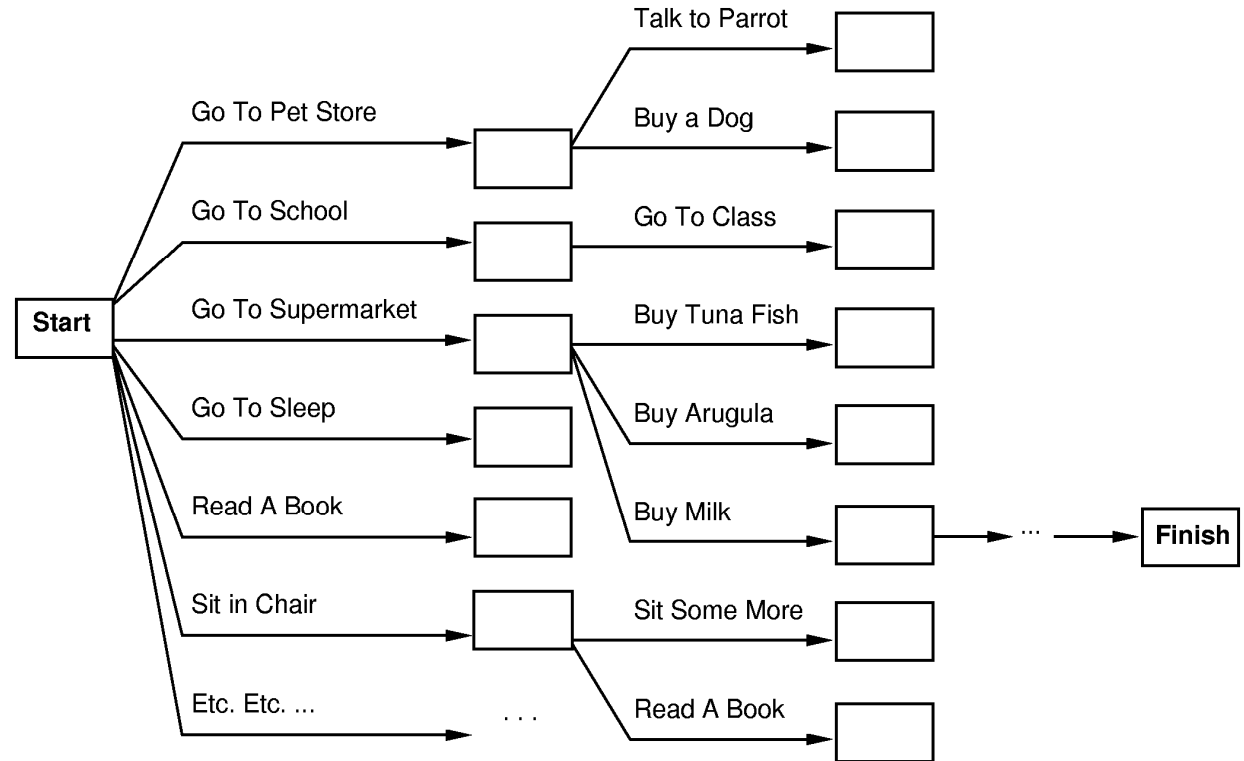 Talk to Parrot
Go To Pet Store
Buy a Dog
Go To School
Go To Class
Start
Go To Supermarket
Buy Tuna Fish
Go To Sleep
Buy Arugula
Read A Book
Buy Milk
...
Finish
Sit in Chair
Sit Some More
Etc. Etc. ...
. . .
Read A Book